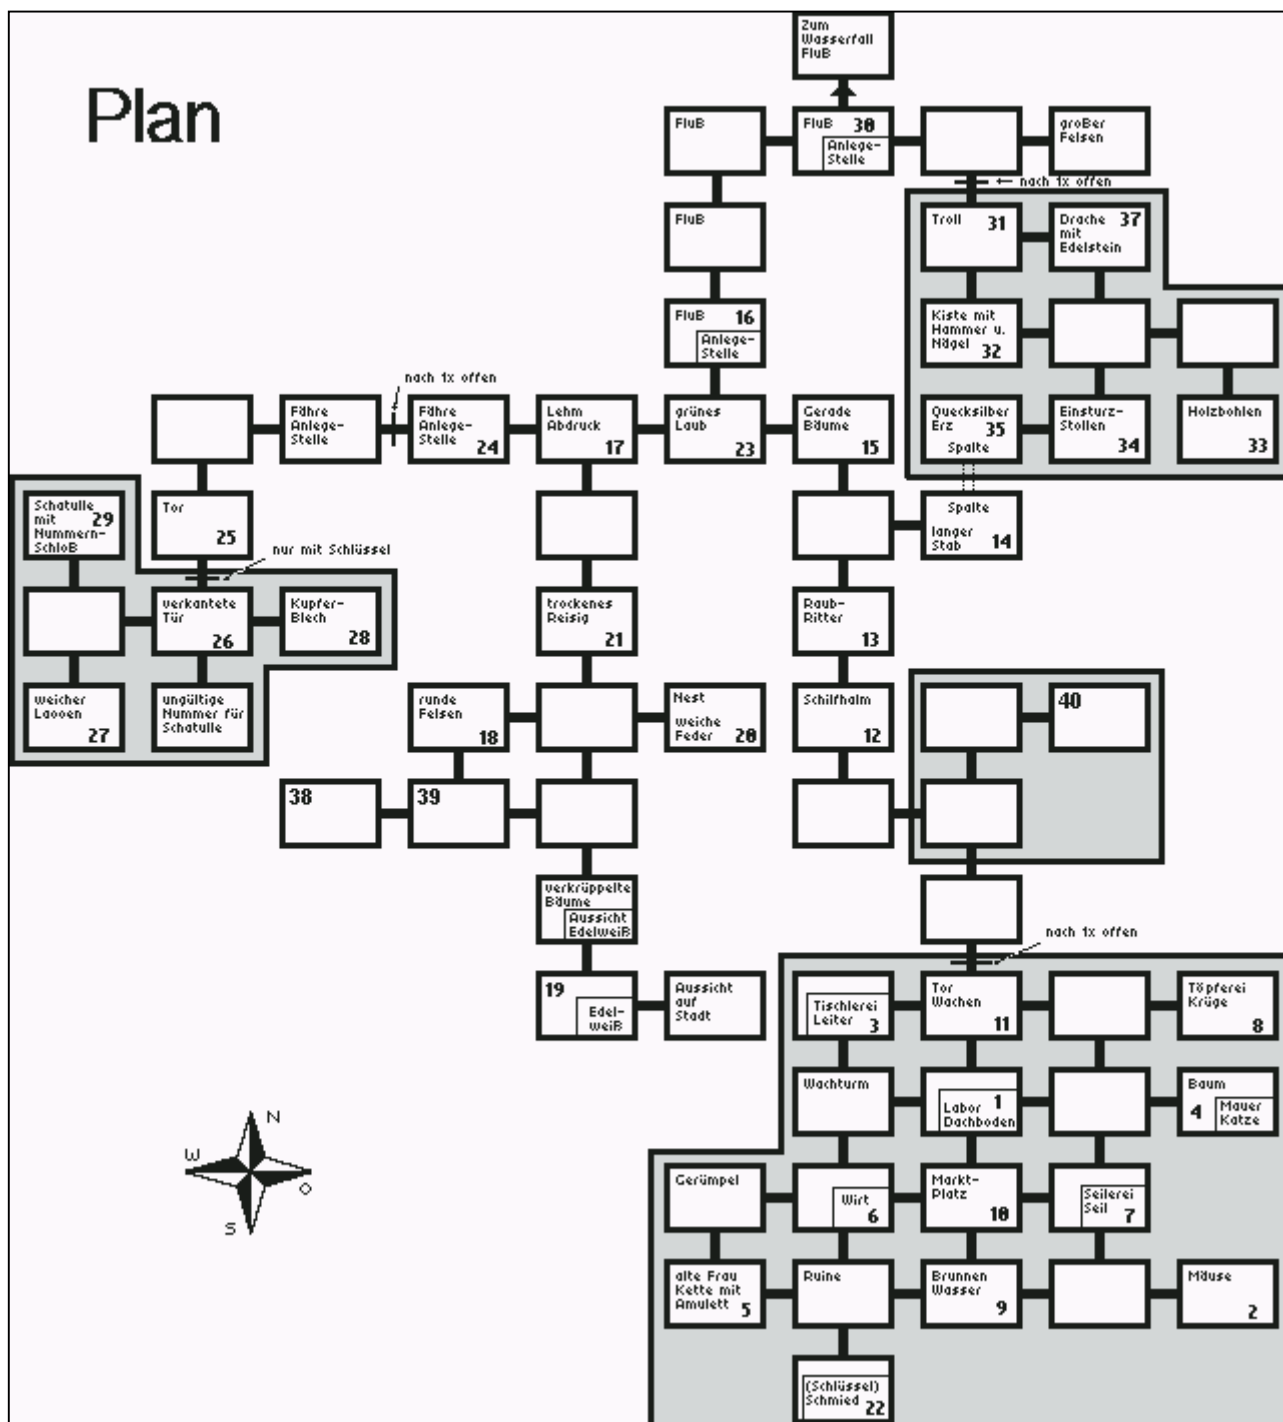 Zum
Wasserfall
Fluß
Plan
Fluß
Fluß 30
Anlege-
Stelle
großer
Felsen
← nach 1x offen
Fluß
Troll 31
Drache 37
mit
Edelstein
Fluß 16
Anlege-
Stelle
Kiste mit
Hammer u.
Nägel 32
nach 1x offen
Fähre
Anlege-
Stelle
Fähre
Anlege-
Stelle 24
Lehm
Abdruck
17
grünes
Laub
23
Gerade
Bäume
15
Quecksilber
Erz 35
Spalte
Einsturz-
Stollen
34
Holzbohlen
33
Schatulle
mit 29
Nummern-
Schloß
Tor
25
Spalte
langer
Stab 14
nur mit Schlüssel
verkantete
Tür
26
Kupfer-
Blech
28
trockenes
Reisig
21
Raub-
Ritter
13
weicher
Laooen
27
ungültige
Nummer für
Schatulle
runde
Felsen
18
Nest
weiche
Feder 20
Schilfhalm
12
40
38
39
verkrüppelte
Bäume
Aussicht
Edelweiß
nach 1x offen
19
Edel-
weiß
Aussicht
auf
Stadt
Tischlerei
Leiter 3
Tor
Wachen
11
Töpferei
Krüge
8
Wachturm
1
Labor
Dachboden
Baum
4
Mauer
Katze
N
W
O
S
Gerümpel
Wirt
6
Markt-
Platz
10
Seilerei
Seil 7
alte Frau
Kette mit
Amulett 5
Ruine
Brunnen
Wasser
9
Mäuse
2
(Schlüssel)
Schmied 22